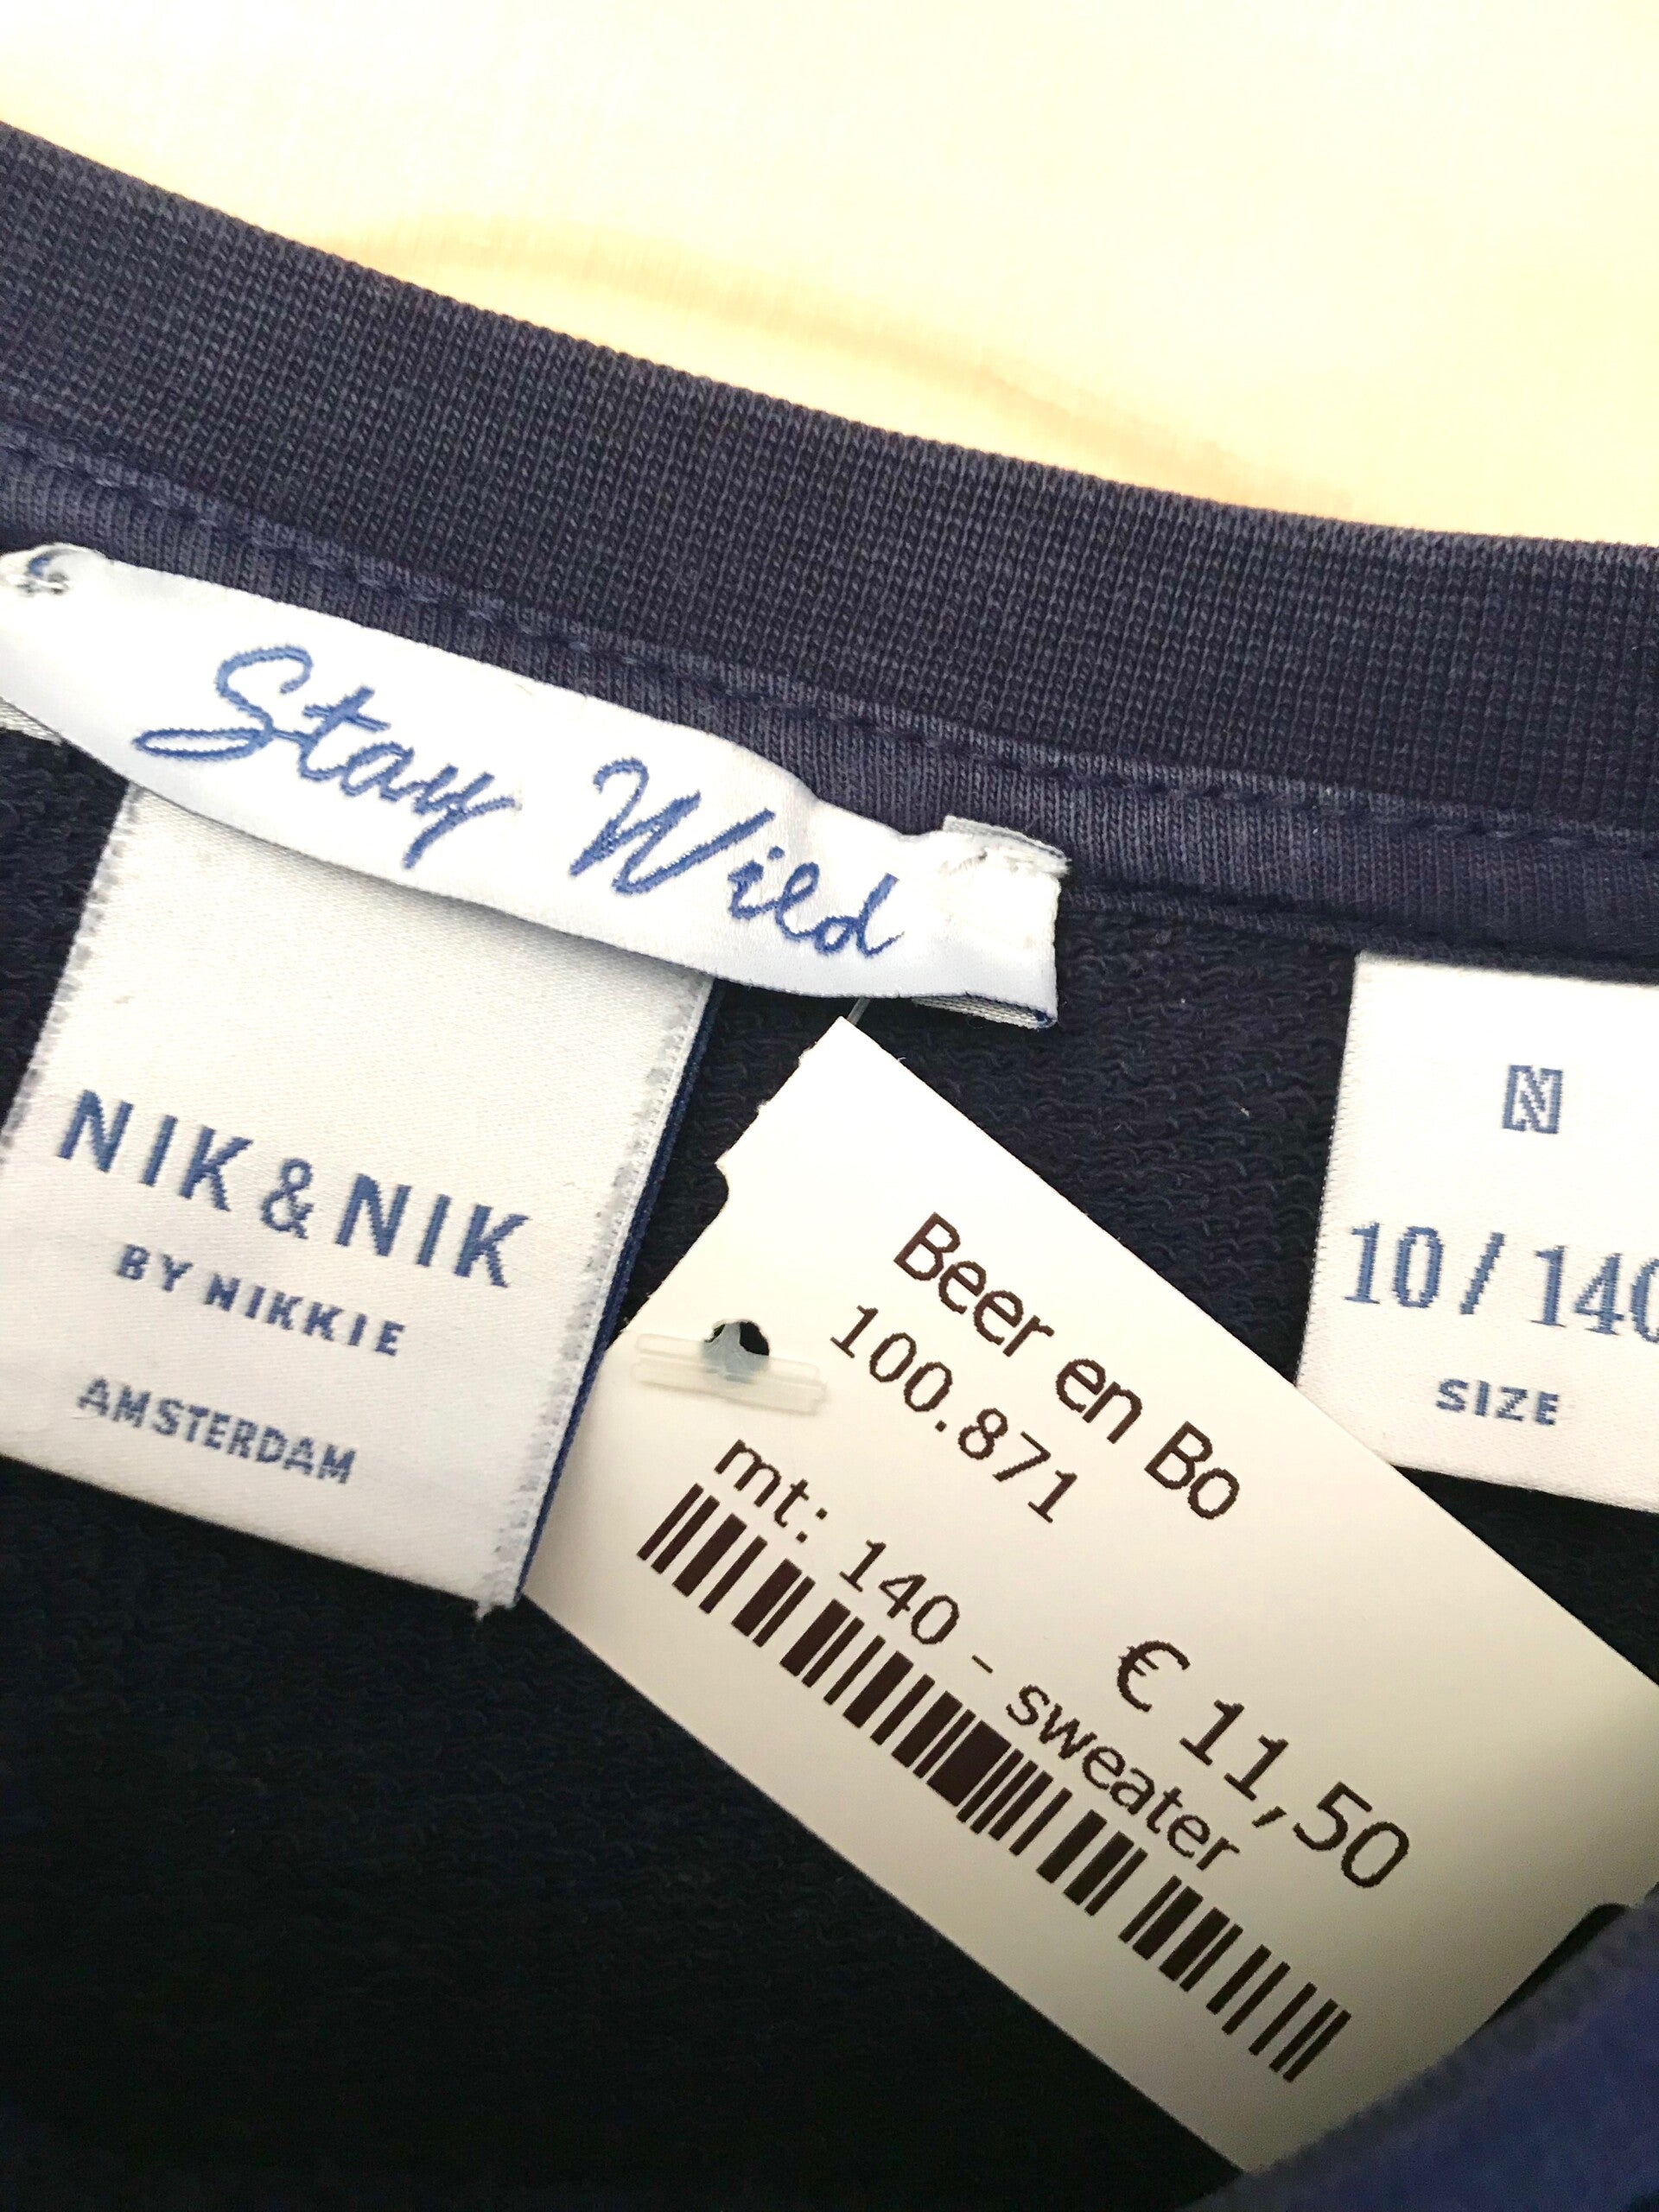 Stay Wild
NIK & NIK
BY NIKKIE
AMSTERDAM
N
10 / 140
SIZE
Beer en Bo
100.871
€ 11,50
mt: 140 - sweater